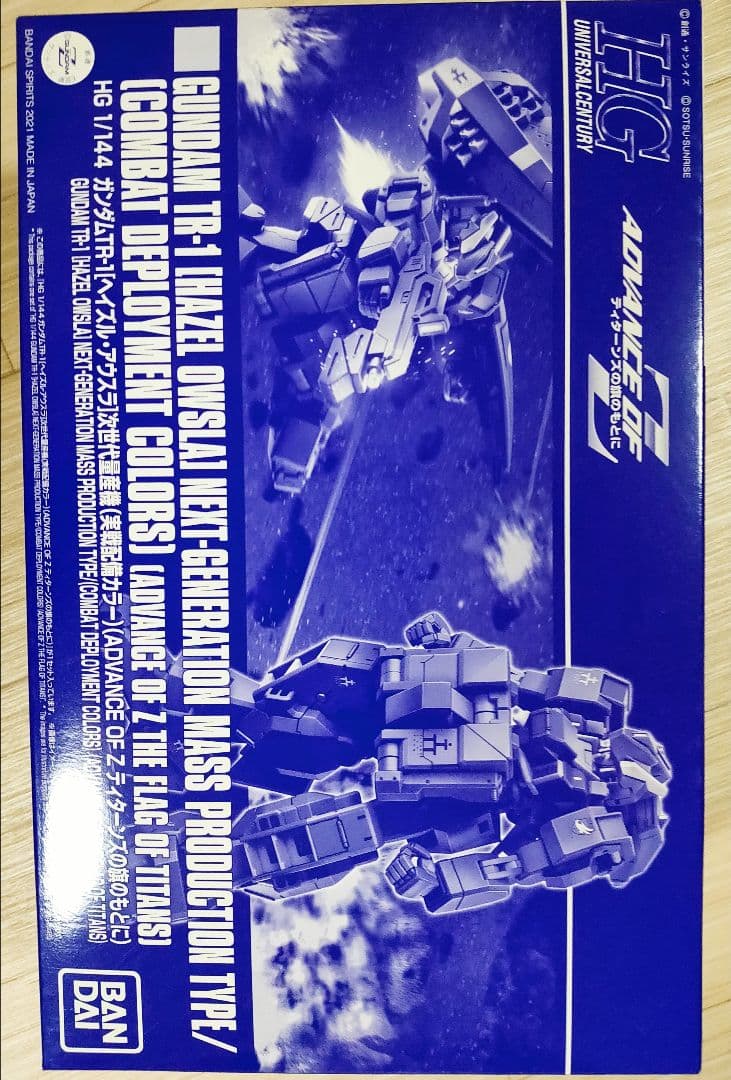 © 創通・サンライズ © SOTSU・SUNRISE
HG
UNIVERSAL CENTURY
ADVANCE OF Z
ティターンズの旗のもとに
GUNDAM TR-1 [HAZEL OWSLA] NEXT-GENERATION MASS PRODUCTION TYPE/
(COMBAT DEPLOYMENT COLORS) (ADVANCE OF Z THE FLAG OF TITANS)
HG 1/144 ガンダムTR-1[ヘイズル・アウスラ]次世代量産機(実戦配備カラー)(ADVANCE OF Z ティターンズの旗のもとに)
GUNDAM TR-1 [HAZEL OWSLA] NEXT-GENERATION MASS PRODUCTION TYPE/(COMBAT DEPLOYMENT COLORS) OF TITANS)
BANDAI SPIRITS 2021 MADE IN JAPAN
BAN
DAI